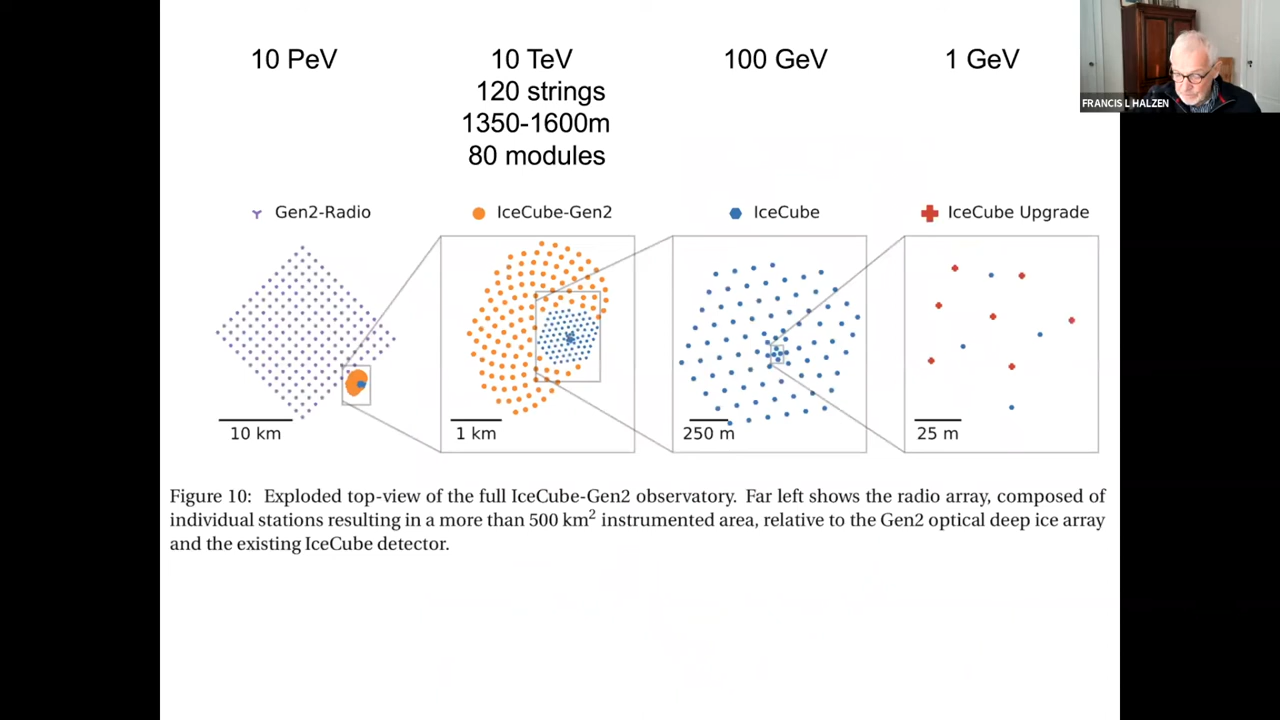 10 PeV
10 TeV
120 strings
1350-1600m
80 modules
100 GeV
1 GeV
FRANCIS L HALZEN
Gen2-Radio
IceCube-Gen2
IceCube
IceCube Upgrade
10 km
1 km
250 m
25 m
Figure 10: Exploded top-view of the full IceCube-Gen2 observatory. Far left shows the radio array, composed of
individual stations resulting in a more than 500 km² instrumented area, relative to the Gen2 optical deep ice array
and the existing IceCube detector.